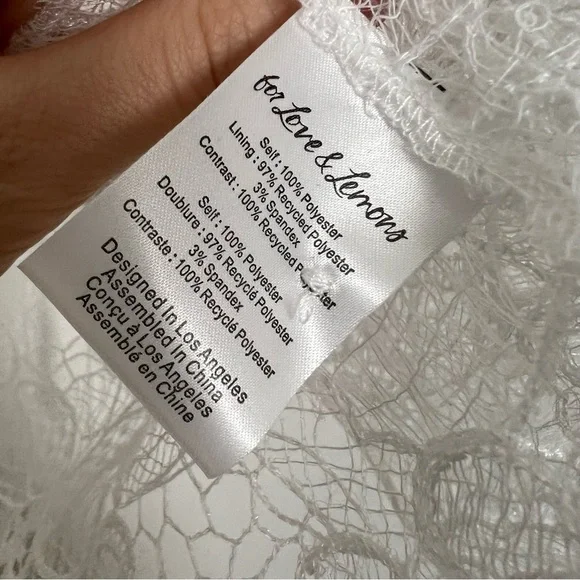 for Love & Lemons
Self : 100% Polyester
Lining : 97% Recycled Polyester
3% Spandex
Contrast : 100% Recycled Polyester
Self : 100% Polyester
Doublure : 97% Recyclé Polyester
3% Spandex
Contraste : 100% Recyclé Polyester
Designed In Los Angeles
Assembled In China
Conçu à Los Angeles
Assemblé en Chine